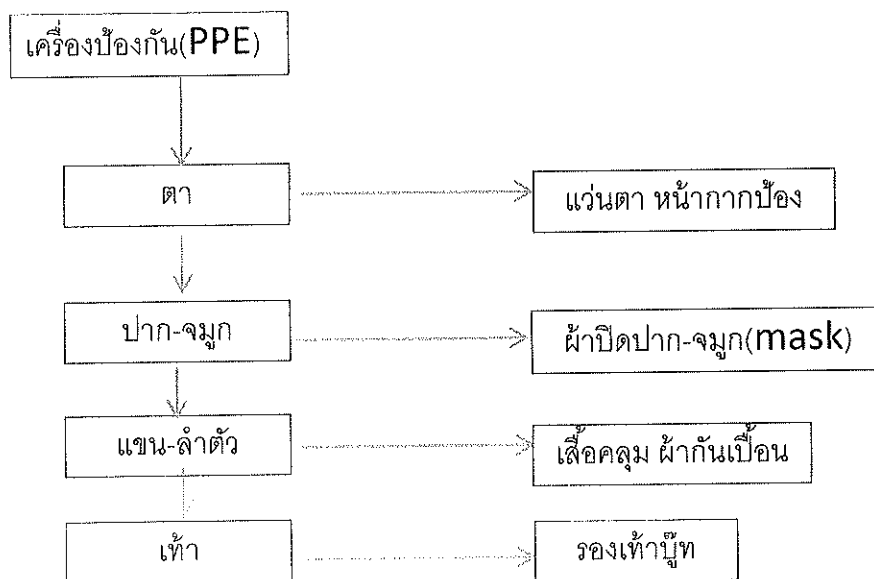 เครื่องป้องกัน(PPE)
ตา
แว่นตา หน้ากากป้อง
ปาก-จมูก
ผ้าปิดปาก-จมูก(mask)
แขน-ลำตัว
เสื้อคลุม ผ้ากันเปื้อน
เท้า
รองเท้าบู๊ท